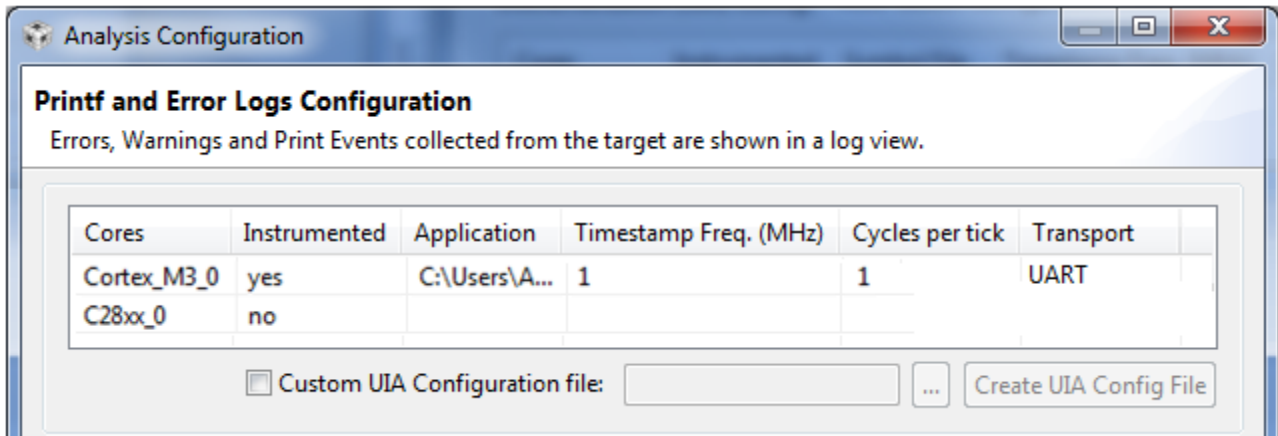 Analysis Configuration
Printf and Error Logs Configuration
Errors, Warnings and Print Events collected from the target are shown in a log view.
Cores Instrumented Application Timestamp Freq. (MHz) Cycles per tick Transport
Cortex_M3_0 yes C:\Users\A... 1 1 UART
C28xx_0 no
Custom UIA Configuration file: ... Create UIA Config File